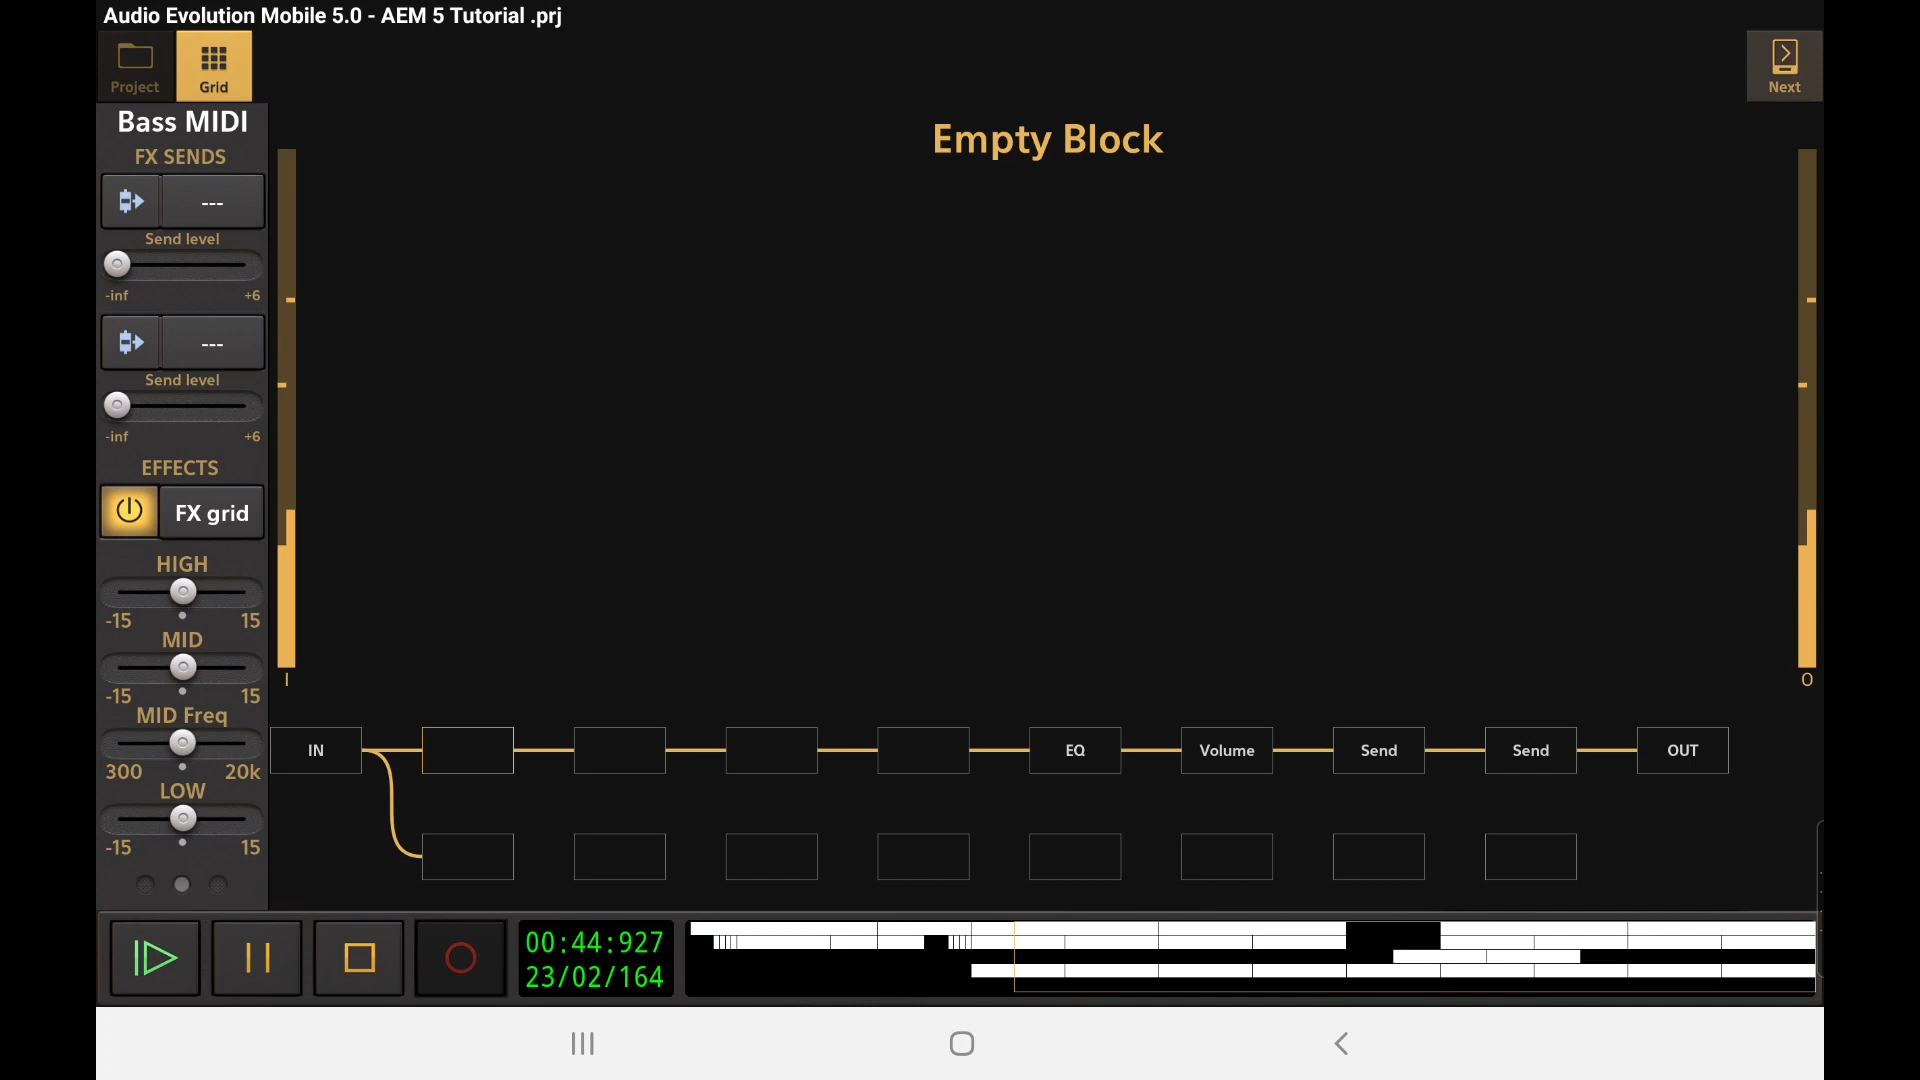 Audio Evolution Mobile 5.0 - AEM 5 Tutorial .prj
Project
Grid
Next
Bass MIDI
Empty Block
FX SENDS
---
Send level
-inf +6
---
Send level
-inf +6
EFFECTS
FX grid
HIGH
-15 15
MID
-15 15
MID Freq
300 20k
LOW
-15 15
I
O
IN EQ Volume Send Send OUT
00:44:927
23/02/164